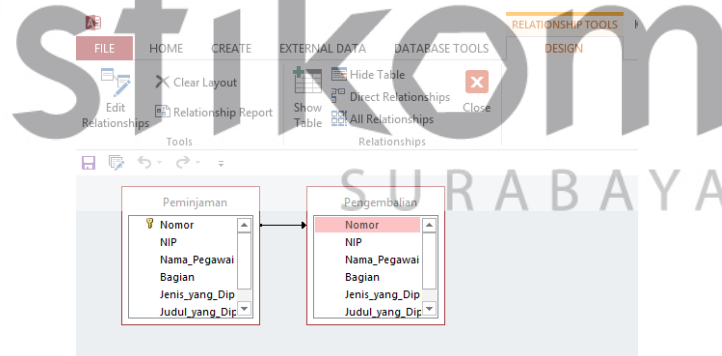 RELATIONSHIP TOOLS
FILE HOME CREATE EXTERNAL DATA DATABASE TOOLS DESIGN
Edit Relationships
Clear Layout
Relationship Report
Tools
Show Table
Hide Table
Direct Relationships
All Relationships
Close
Relationships
stikom
SURABAYA
Peminjaman
Nomor
NIP
Nama_Pegawai
Bagian
Jenis_yang_Dip
Judul_yang_Dip
Pengembalian
Nomor
NIP
Nama_Pegawai
Bagian
Jenis_yang_Dip
Judul_yang_Dip